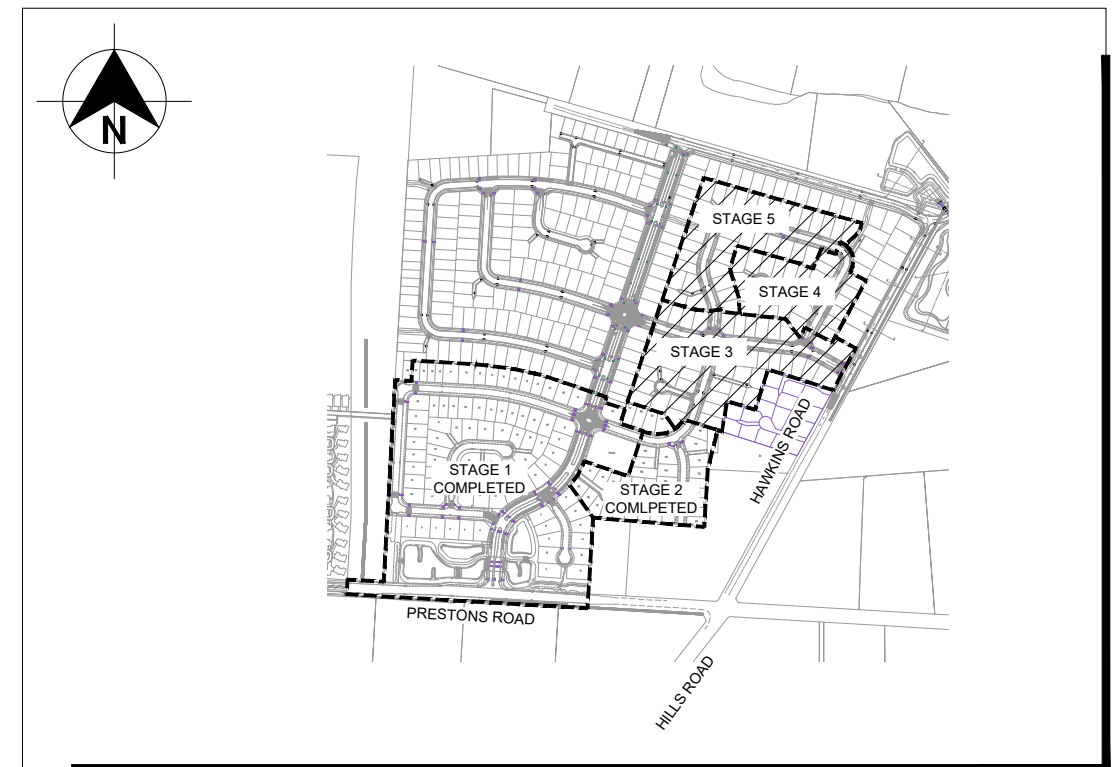 N
STAGE 5
STAGE 4
STAGE 3
STAGE 1
COMPLETED
STAGE 2
COMLPETED
HAWKINS ROAD
PRESTONS ROAD
HILLS ROAD